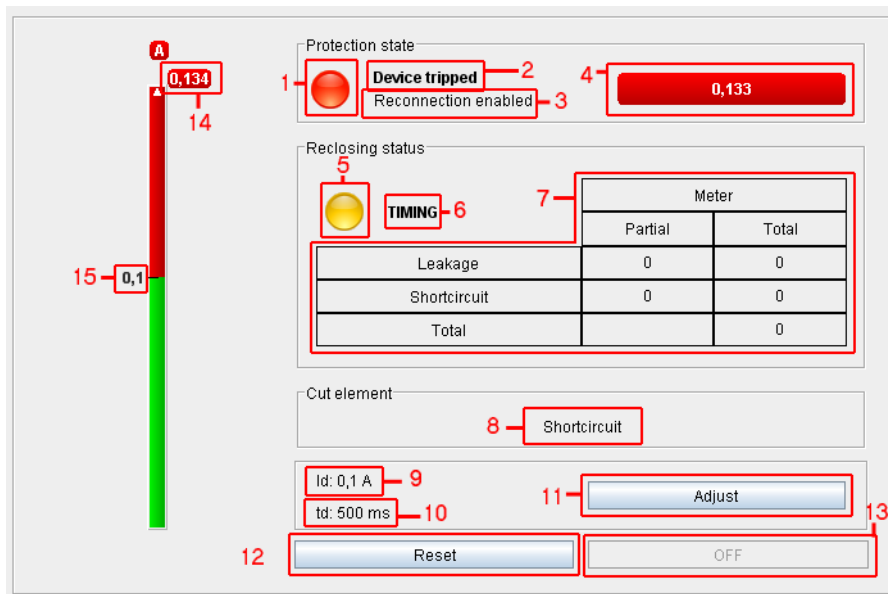 A
0,134
14
15
0,1
Protection state
1
Device tripped
2
Reconnection enabled
3
4
0,133
Reclosing status
5
TIMING
6
7
Meter
Partial Total
Leakage 0 0
Shortcircuit 0 0
Total 0
Cut element
8
Shortcircuit
Id: 0,1 A
9
td: 500 ms
10
11
Adjust
12
Reset
OFF
13